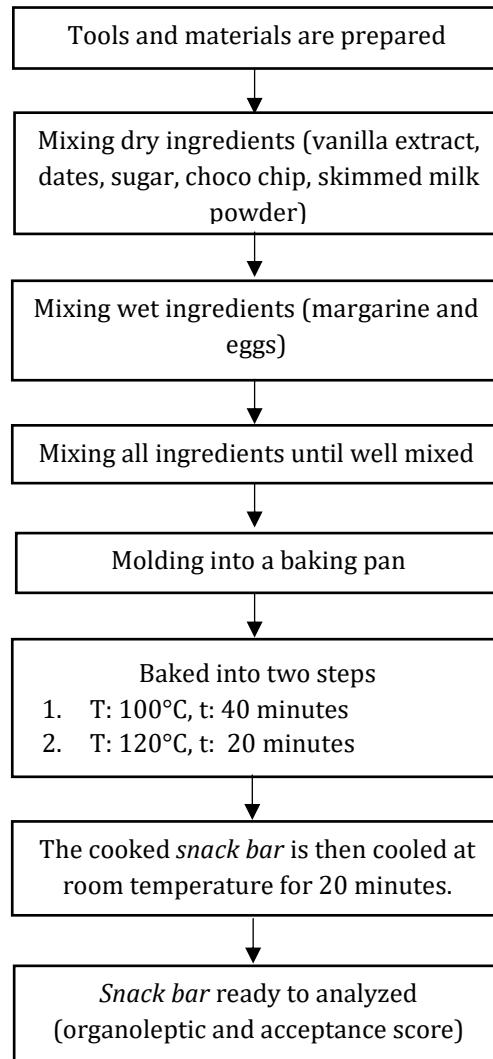 Tools and materials are prepared
Mixing dry ingredients (vanilla extract,
dates, sugar, choco chip, skimmed milk
powder)
Mixing wet ingredients (margarine and
eggs)
Mixing all ingredients until well mixed
Molding into a baking pan
Baked into two steps
1. T: 100°C, t: 40 minutes
2. T: 120°C, t: 20 minutes
The cooked snack bar is then cooled at
room temperature for 20 minutes.
Snack bar ready to analyzed
(organoleptic and acceptance score)